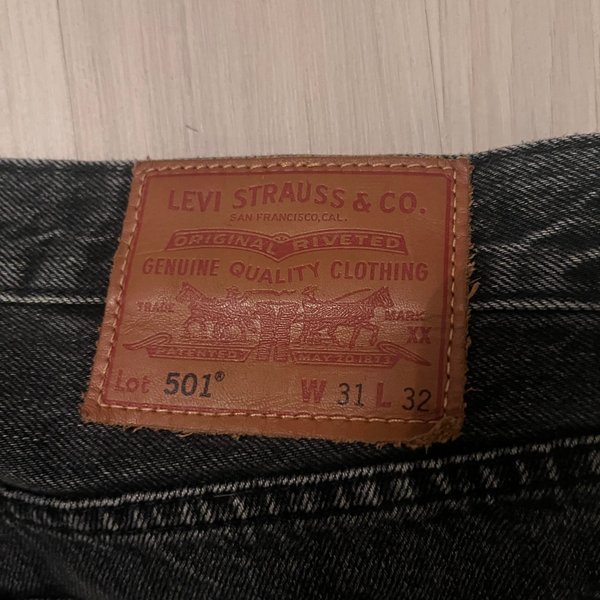 LEVI STRAUSS & CO.
SAN FRANCISCO, CAL.
ORIGINAL RIVETED
GENUINE QUALITY CLOTHING
TRADE MARK
XX
PATENTED MAY 20 1873
Lot 501® W 31 L 32